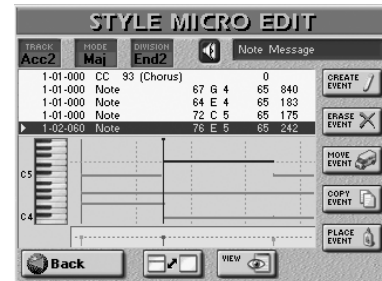 STYLE MICRO EDIT
TRACK MODE DIVISION
Acc2 Maj End2 Note Message
1-01-000 CC 93 (Chorus) 0
1-01-000 Note 67 G 4 65 840
1-01-000 Note 64 E 4 65 183
1-01-000 Note 72 C 5 65 175
1-02-060 Note 76 E 5 65 242
CREATE EVENT
ERASE EVENT
MOVE EVENT
COPY EVENT
PLACE EVENT
C5
C4
Back VIEW